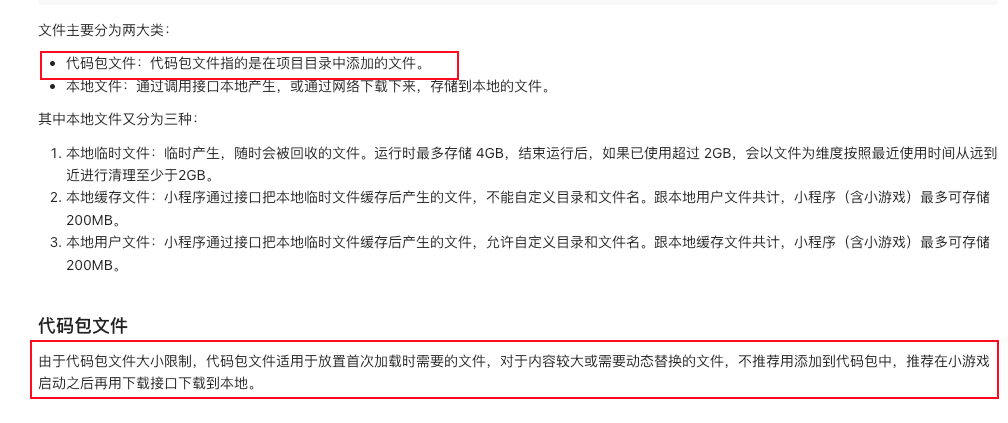 文件主要分为两大类：
• 代码包文件：代码包文件指的是在项目目录中添加的文件。
• 本地文件：通过调用接口本地产生，或通过网络下载下来，存储到本地的文件。
其中本地文件又分为三种：
1. 本地临时文件：临时产生，随时会被回收的文件。运行时最多存储 4GB，结束运行后，如果已使用超过 2GB，会以文件为维度按照最近使用时间从远到
近进行清理至少于2GB。
2. 本地缓存文件：小程序通过接口把本地临时文件缓存后产生的文件，不能自定义目录和文件名。跟本地用户文件共计，小程序（含小游戏）最多可存储
200MB。
3. 本地用户文件：小程序通过接口把本地临时文件缓存后产生的文件，允许自定义目录和文件名。跟本地缓存文件共计，小程序（含小游戏）最多可存储
200MB。
代码包文件
由于代码包文件大小限制，代码包文件适用于放置首次加载时需要的文件，对于内容较大或需要动态替换的文件，不推荐用添加到代码包中，推荐在小游戏
启动之后再用下载接口下载到本地。